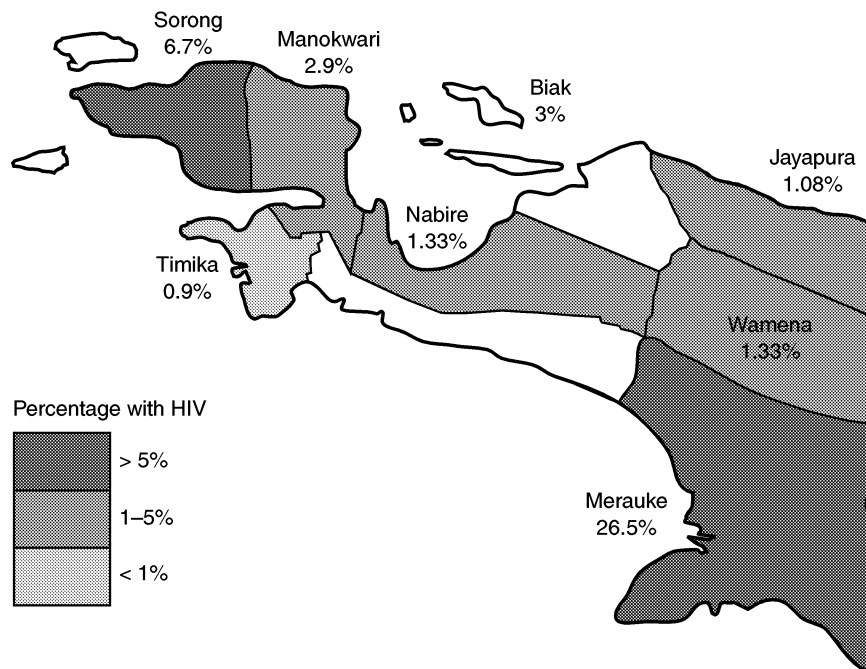 Sorong
6.7%
Manokwari
2.9%
Biak
3%
Jayapura
1.08%
Nabire
1.33%
Timika
0.9%
Wamena
1.33%
Percentage with HIV
> 5%
1–5%
< 1%
Merauke
26.5%